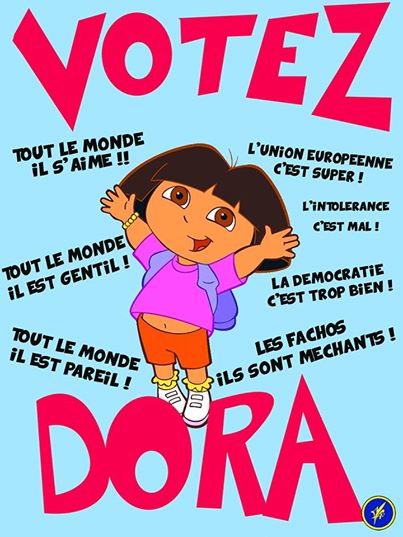 VOTEZ
TOUT LE MONDE
iL S'AiME !!
L'UNiON EUROPEENNE
C'EST SUPER !
L'iNTOLERANCE
C'EST MAL !
TOUT LE MONDE
iL EST GENTiL !
LA DEMOCRATiE
C'EST TROP BiEN !
TOUT LE MONDE
iL EST PAREiL !
LES FACHOS
iLS SONT MECHANTS !
DORA